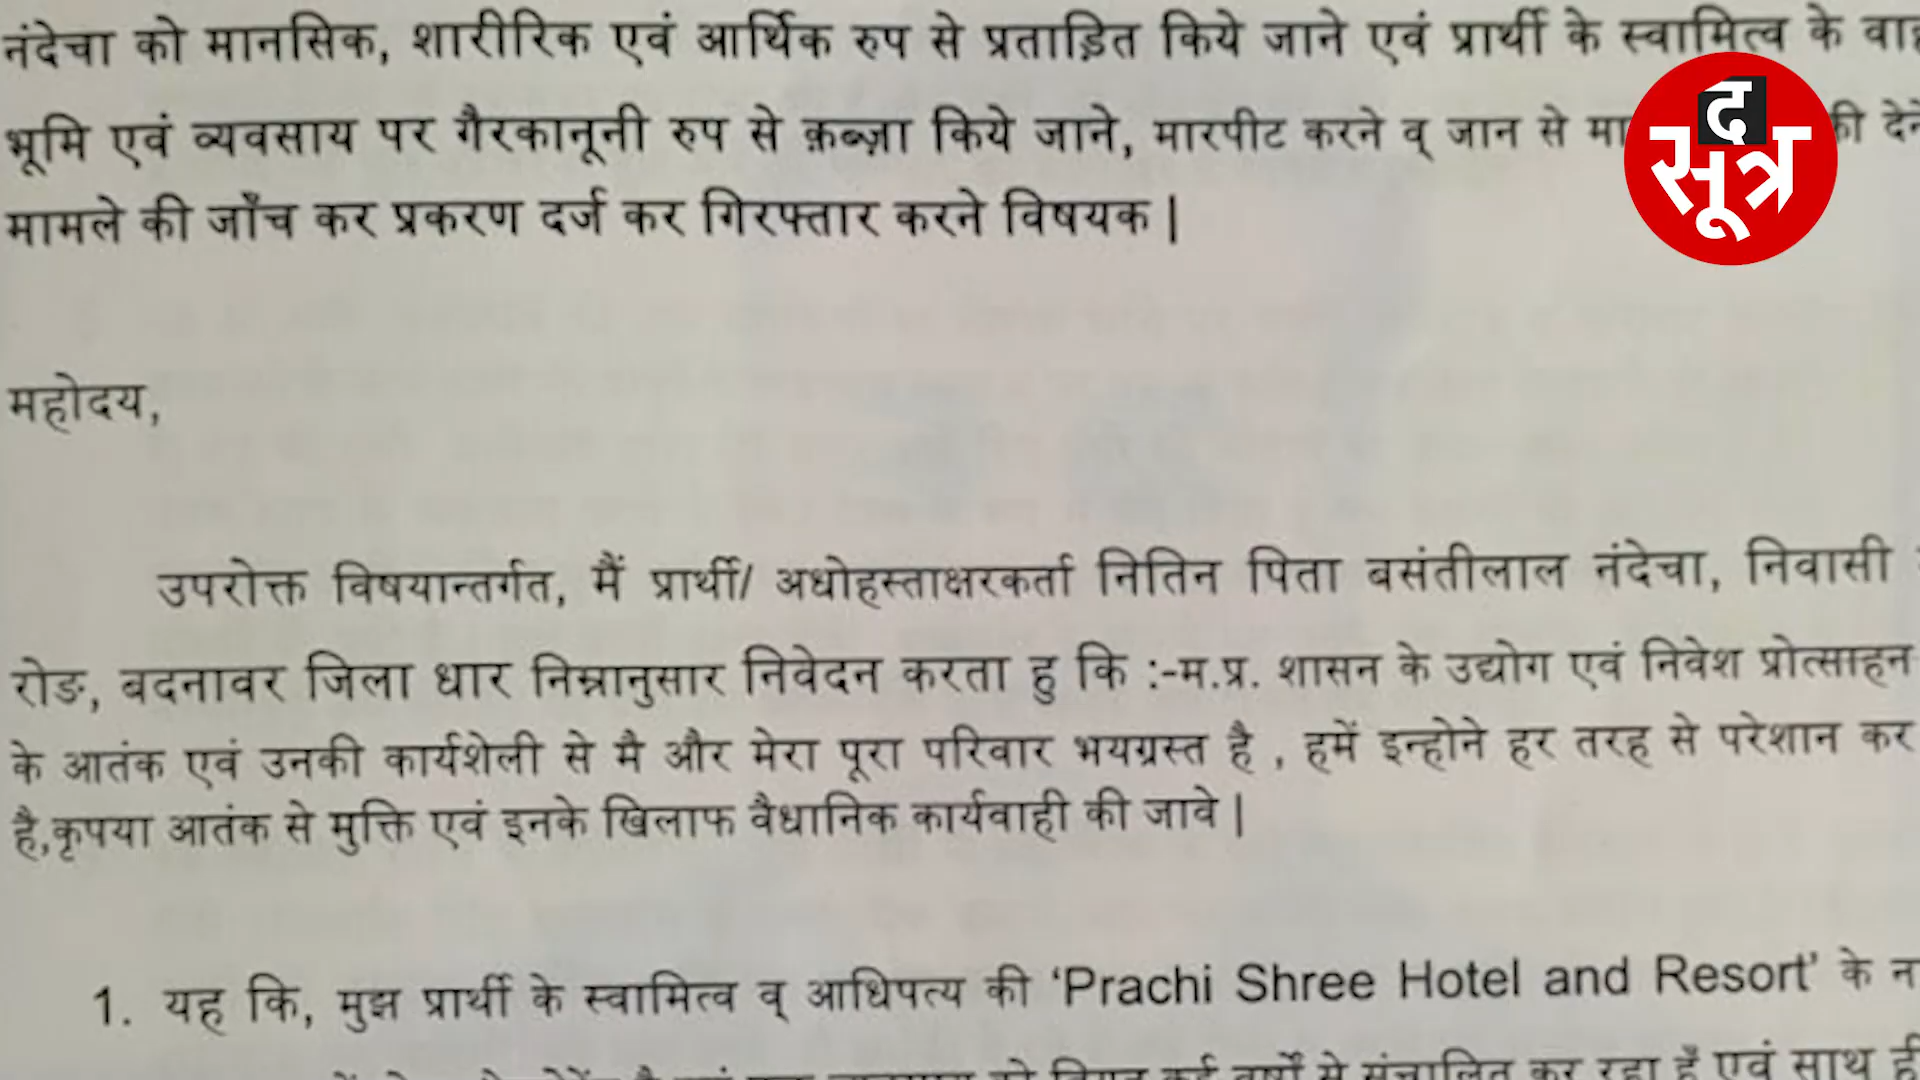 नंदेचा को मानसिक, शारीरिक एवं आर्थिक रुप से प्रताड़ित किये जाने एवं प्रार्थी के स्वामित्व के
भूमि एवं व्यवसाय पर गैरकानूनी रुप से क़ब्ज़ा किये जाने, मारपीट करने व् जान से
द सूत्र
मामले की जाँच कर प्रकरण दर्ज कर गिरफ्तार करने विषयक |
महोदय,
उपरोक्त विषयान्तर्गत, मैं प्रार्थी/ अधोहस्ताक्षरकर्ता नितिन पिता बसंतीलाल नंदेचा, निवासी
रोड, बदनावर जिला धार निम्नानुसार निवेदन करता हु कि :-म.प्र. शासन के उद्योग एवं निवेश प्रोत्साहन
के आतंक एवं उनकी कार्यशेली से मै और मेरा पूरा परिवार भयग्रस्त है , हमें इन्होने हर तरह से परेशान कर
है,कृपया आतंक से मुक्ति एवं इनके खिलाफ वैधानिक कार्यवाही की जावे |
1. यह कि, मुझ प्रार्थी के स्वामित्व व् आधिपत्य की 'Prachi Shree Hotel and Resort' के
संचालित कर रहा हूँ एवं साथ ही